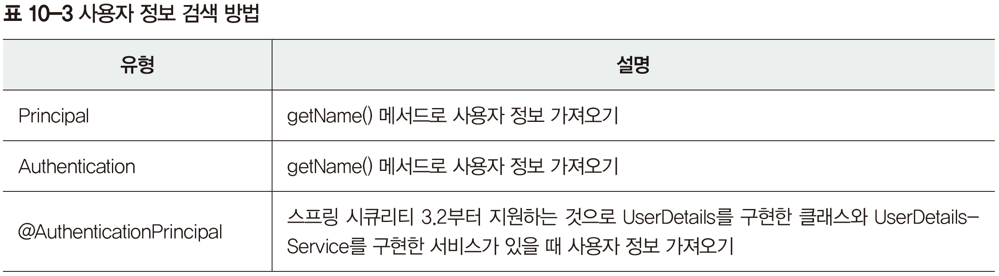 표 10-3 사용자 정보 검색 방법
유형 설명
Principal getName() 메서드로 사용자 정보 가져오기
Authentication getName() 메서드로 사용자 정보 가져오기
@AuthenticationPrincipal 스프링 시큐리티 3.2부터 지원하는 것으로 UserDetails를 구현한 클래스와 UserDetails-
Service를 구현한 서비스가 있을 때 사용자 정보 가져오기